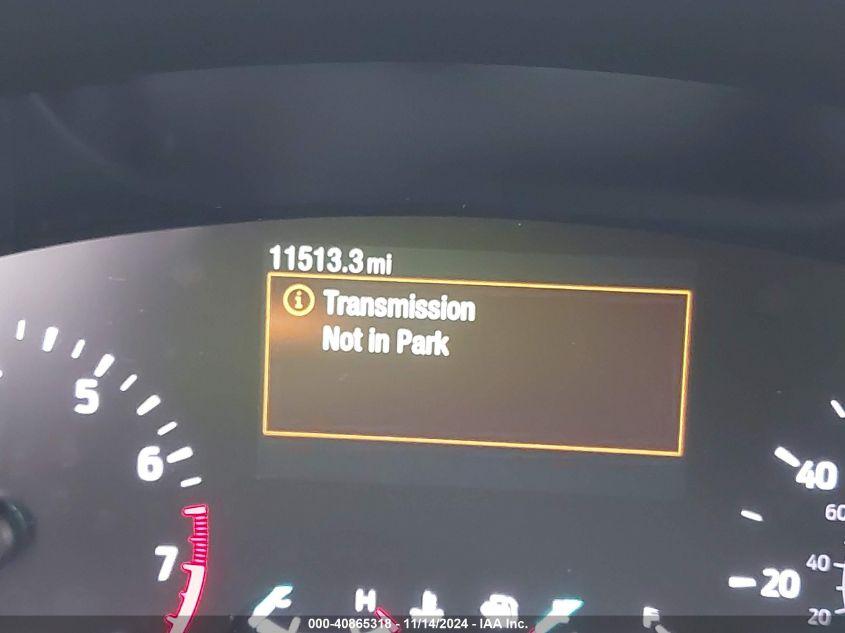 11513.3 mi
Transmission
Not in Park
5
6
7
H
F
40
60
20
40
20
000-40865318 - 11/14/2024 - IAA Inc.